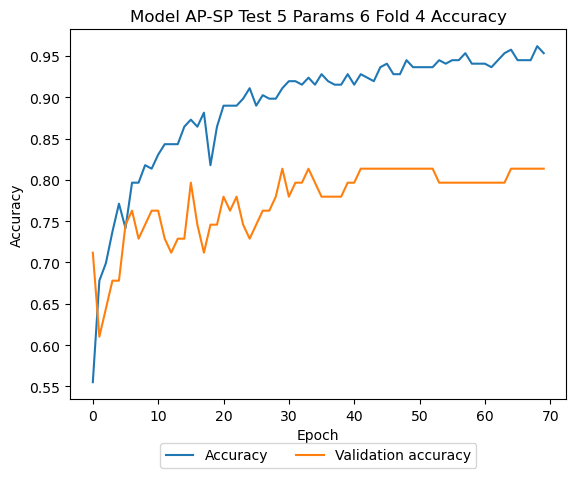 Model AP-SP Test 5 Params 6 Fold 4 Accuracy
Accuracy
0.95
0.90
0.85
0.80
0.75
0.70
0.65
0.60
0.55
0 10 20 30 40 50 60 70
Epoch
Accuracy Validation accuracy